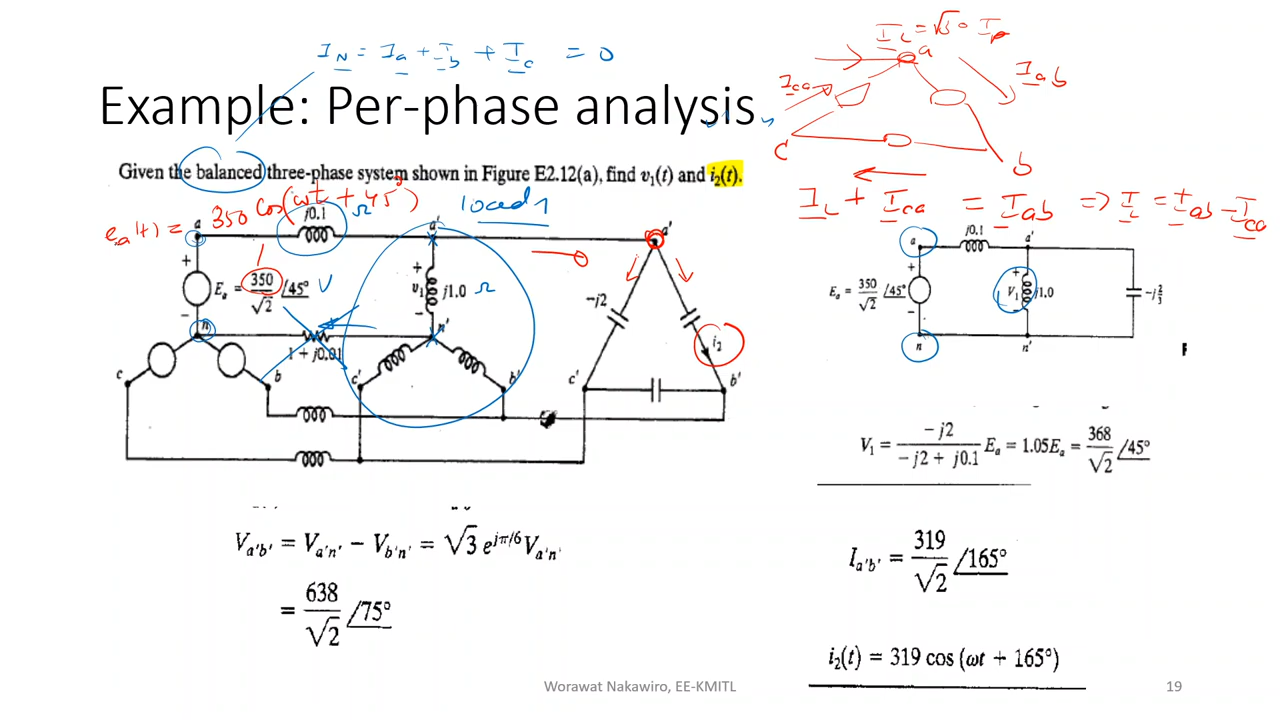 I_N = I_a + I_b + I_c = 0
I_L = √3 · I_p
a
I_ab
I_ca
c
b
Example: Per-phase analysis
Given the balanced three-phase system shown in Figure E2.12(a), find v₁(t) and i₂(t).
I_L + I_ca = I_ab ⇒ I_L = I_ab - I_ca
e_a(t) = 350 cos(ωt + 45°)
load 1
a
j0.1
Ω
a'
a'
+
E_a = 350/√2 /45° V
-
+
v₁
j1.0 Ω
-
-j2
i₂
n
n'
1 + j0.01
c
b
c'
b'
c'
b'
a
j0.1
a'
+
E_a = 350/√2 /45°
-
+
V₁
j1.0
-
-j 2/3
n
n'
V₁ = -j2/(-j2 + j0.1) E_a = 1.05E_a = 368/√2 /45°
V_a'b' = V_a'n' − V_b'n' = √3 e^jπ/6 V_a'n'
= 638/√2 /75°
I_a'b' = 319/√2 /165°
i₂(t) = 319 cos (ωt + 165°)
Worawat Nakawiro, EE-KMITL
19